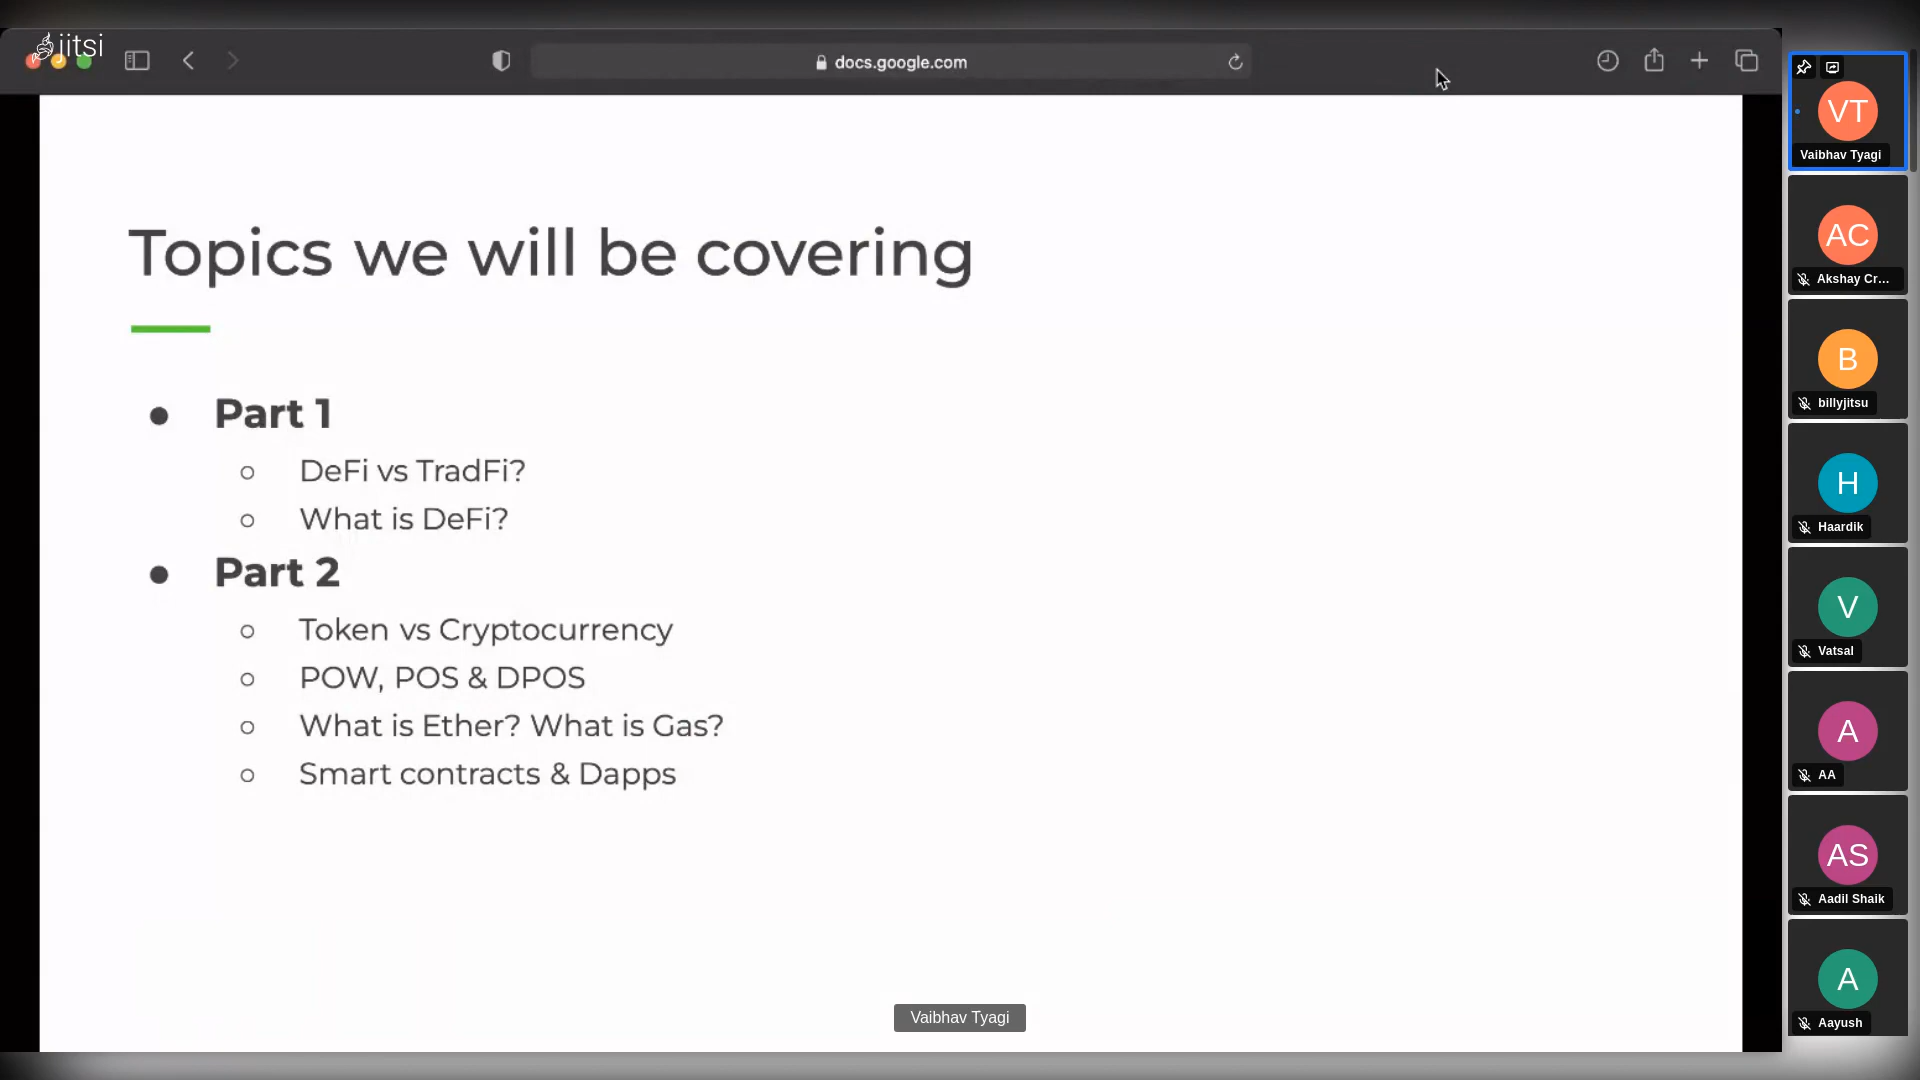 jitsi
docs.google.com
Topics we will be covering
Part 1
DeFi vs TradFi?
What is DeFi?
Part 2
Token vs Cryptocurrency
POW, POS & DPOS
What is Ether? What is Gas?
Smart contracts & Dapps
Vaibhav Tyagi
VT
Vaibhav Tyagi
AC
Akshay Cr...
B
billyjitsu
H
Haardik
V
Vatsal
A
AA
AS
Aadil Shaik
A
Aayush